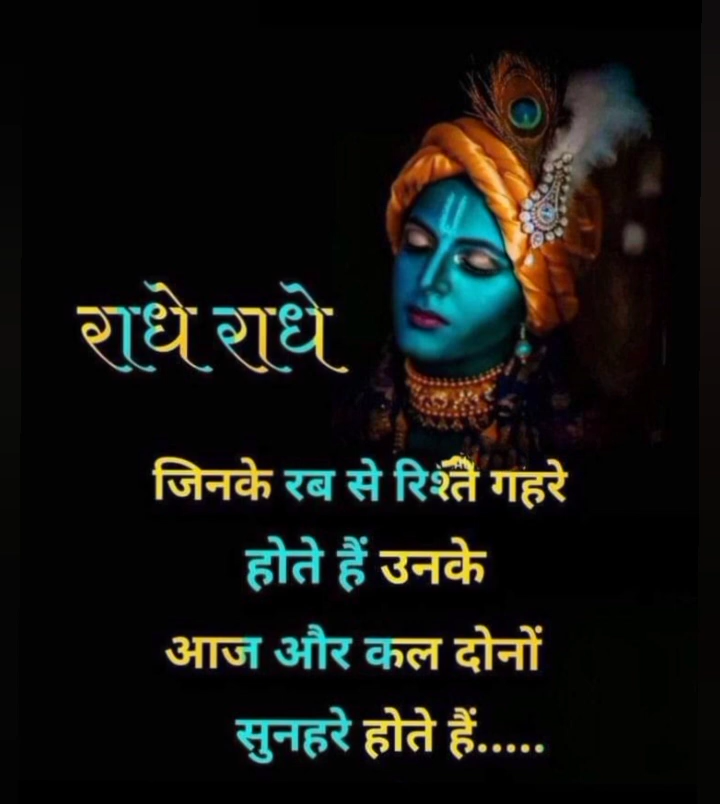 राधे राधे
जिनके रब से रिश्ते गहरे
होते हैं उनके
आज और कल दोनों
सुनहरे होते हैं.....